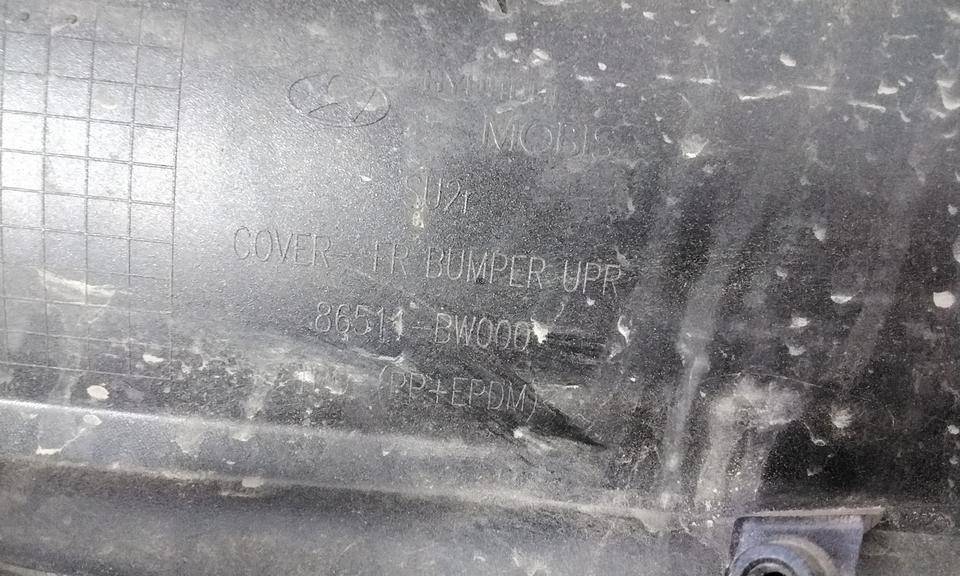 HYUNDAI
MOBIS
SU2r
COVER-FR BUMPER UPR
86511-BW000
(PP+EPDM)